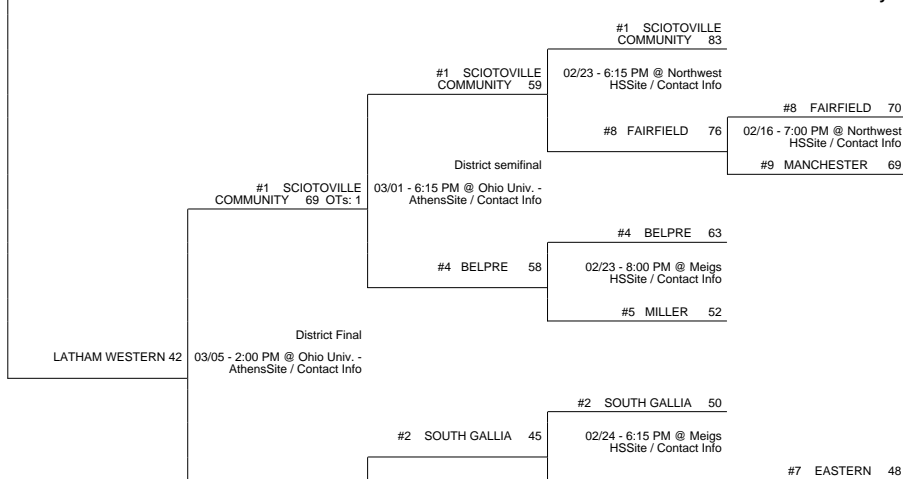 #1 SCIOTOVILLE
COMMUNITY 83
#1 SCIOTOVILLE
COMMUNITY 59
02/23 - 6:15 PM @ Northwest
HSSite / Contact Info
#8 FAIRFIELD 70
#8 FAIRFIELD 76
02/16 - 7:00 PM @ Northwest
HSSite / Contact Info
#9 MANCHESTER 69
District semifinal
#1 SCIOTOVILLE
COMMUNITY 69 OTs: 1
03/01 - 6:15 PM @ Ohio Univ. -
AthensSite / Contact Info
#4 BELPRE 63
#4 BELPRE 58
02/23 - 8:00 PM @ Meigs
HSSite / Contact Info
#5 MILLER 52
District Final
LATHAM WESTERN 42
03/05 - 2:00 PM @ Ohio Univ. -
AthensSite / Contact Info
#2 SOUTH GALLIA 50
#2 SOUTH GALLIA 45
02/24 - 6:15 PM @ Meigs
HSSite / Contact Info
#7 EASTERN 48